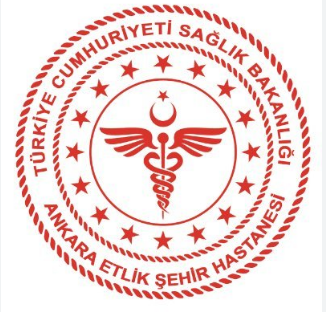 TÜRKİYE CUMHURİYETİ SAĞLIK BAKANLIĞI
ANKARA ETLİK ŞEHİR HASTANESİ